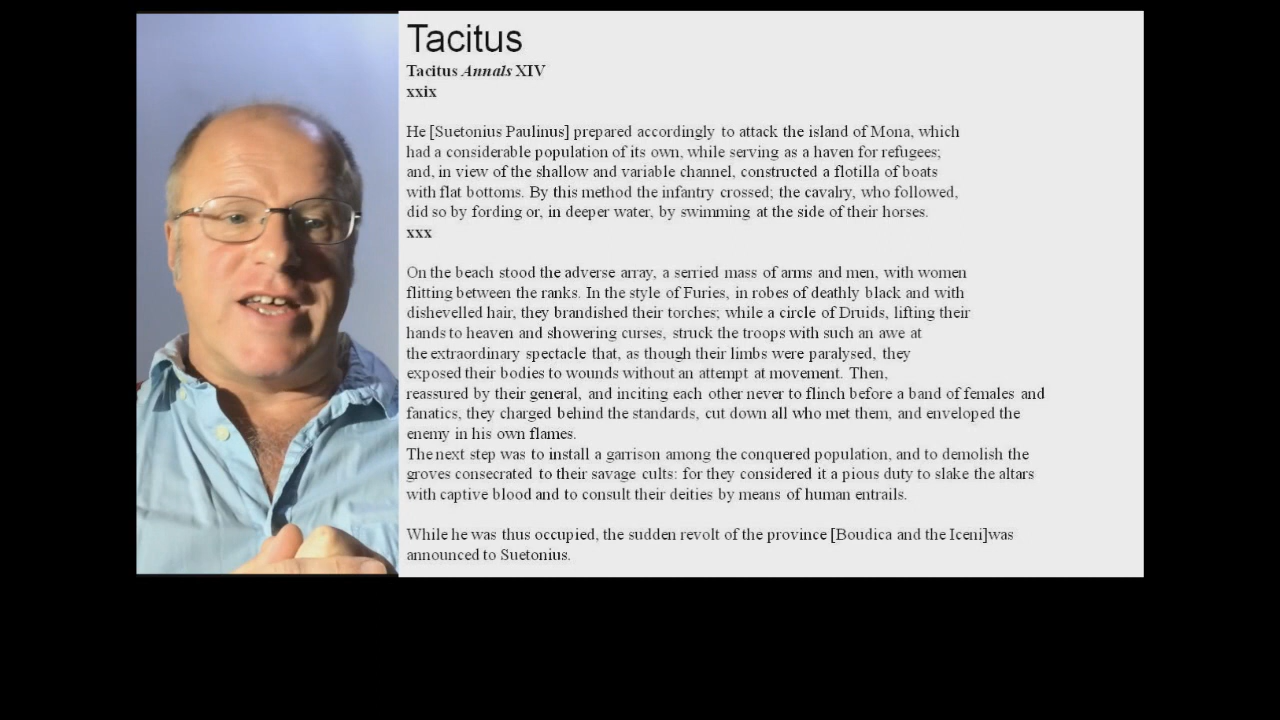 Tacitus
Tacitus Annals XIV
xxix
He [Suetonius Paulinus] prepared accordingly to attack the island of Mona, which
had a considerable population of its own, while serving as a haven for refugees;
and, in view of the shallow and variable channel, constructed a flotilla of boats
with flat bottoms. By this method the infantry crossed; the cavalry, who followed,
did so by fording or, in deeper water, by swimming at the side of their horses.
xxx
On the beach stood the adverse array, a serried mass of arms and men, with women
flitting between the ranks. In the style of Furies, in robes of deathly black and with
dishevelled hair, they brandished their torches; while a circle of Druids, lifting their
hands to heaven and showering curses, struck the troops with such an awe at
the extraordinary spectacle that, as though their limbs were paralysed, they
exposed their bodies to wounds without an attempt at movement. Then,
reassured by their general, and inciting each other never to flinch before a band of females and
fanatics, they charged behind the standards, cut down all who met them, and enveloped the
enemy in his own flames.
The next step was to install a garrison among the conquered population, and to demolish the
groves consecrated to their savage cults: for they considered it a pious duty to slake the altars
with captive blood and to consult their deities by means of human entrails.
While he was thus occupied, the sudden revolt of the province [Boudica and the Iceni]was
announced to Suetonius.